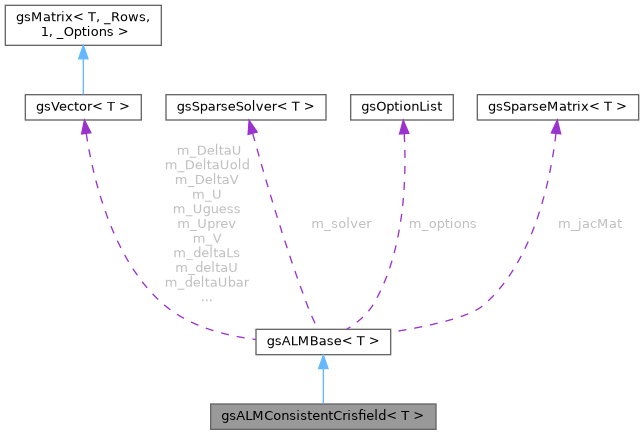 gsMatrix< T, _Rows,
1, _Options >
gsVector< T >
gsSparseSolver< T >
gsOptionList
gsSparseMatrix< T >
m_DeltaU
m_DeltaUold
m_DeltaV
m_U
m_Uguess
m_Uprev
m_V
m_deltaLs
m_deltaU
m_deltaUbar
...
m_solver
m_options
m_jacMat
gsALMBase< T >
gsALMConsistentCrisfield< T >